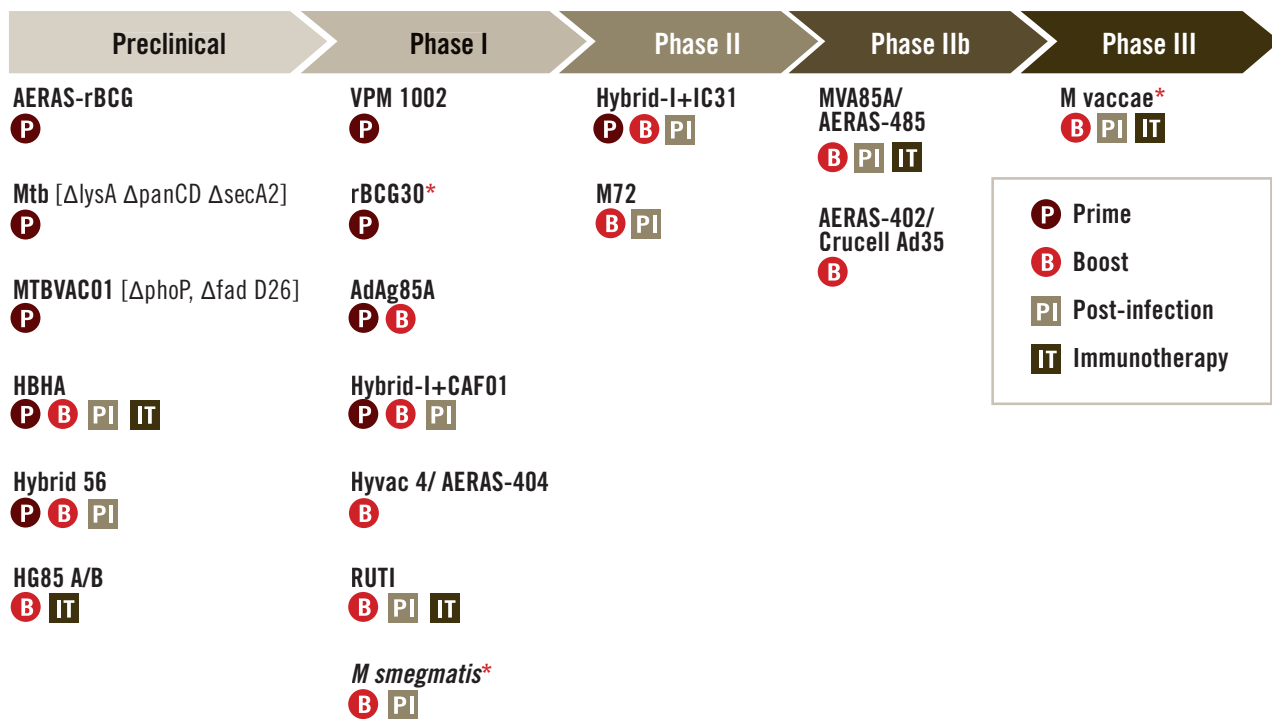 Preclinical
Phase I
Phase II
Phase IIb
Phase III
AERAS-rBCG
P
Mtb [ΔlysA ΔpanCD ΔsecA2]
P
MTBVAC01 [ΔphoP, Δfad D26]
P
HBHA
P B PI IT
Hybrid 56
P B PI
HG85 A/B
B IT
VPM 1002
P
rBCG30*
P
AdAg85A
P B
Hybrid-I+CAF01
P B PI
Hyvac 4/ AERAS-404
B
RUTI
B PI IT
M smegmatis*
B PI
Hybrid-I+IC31
P B PI
M72
B PI
MVA85A/
AERAS-485
B PI IT
AERAS-402/
Crucell Ad35
B
M vaccae*
B PI IT
P Prime
B Boost
PI Post-infection
IT Immunotherapy